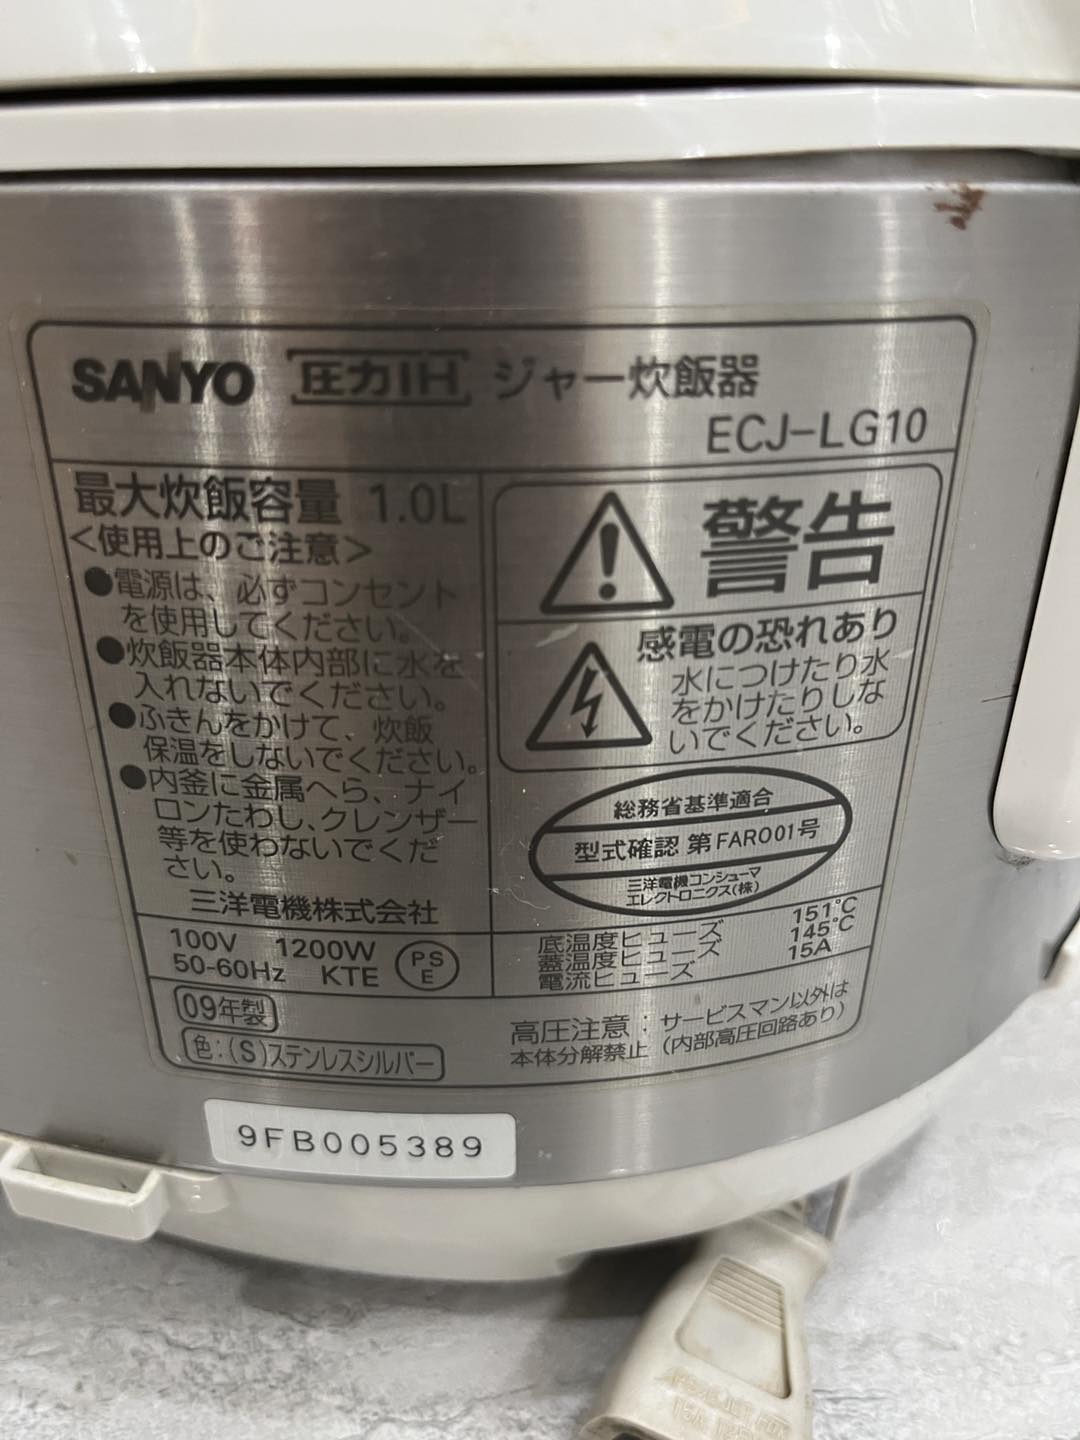 SANYO 圧力IH ジャー炊飯器
ECJ-LG10
最大炊飯容量 1.0L
<使用上のご注意>
●電源は、必ずコンセント
を使用してください。
●炊飯器本体内部に水を
入れないでください。
●ふきんをかけて、炊飯
保温をしないでください。
●内釜に金属へら、ナイ
ロンたわし、クレンザー
等を使わないでくだ
さい。
三洋電機株式会社
100V 1200W
50-60Hz KTE
PS
E
09年製
色:(S)ステンレスシルバー
警告
感電の恐れあり
水につけたり水
をかけたりしな
いでください。
総務省基準適合
型式確認 第FAR001号
三洋電機コンシューマ
エレクトロニクス(株)
底温度ヒューズ 151℃
蓋温度ヒューズ 145℃
電流ヒューズ 15A
高圧注意:サービスマン以外は
本体分解禁止(内部高圧回路あり)
9FB005389